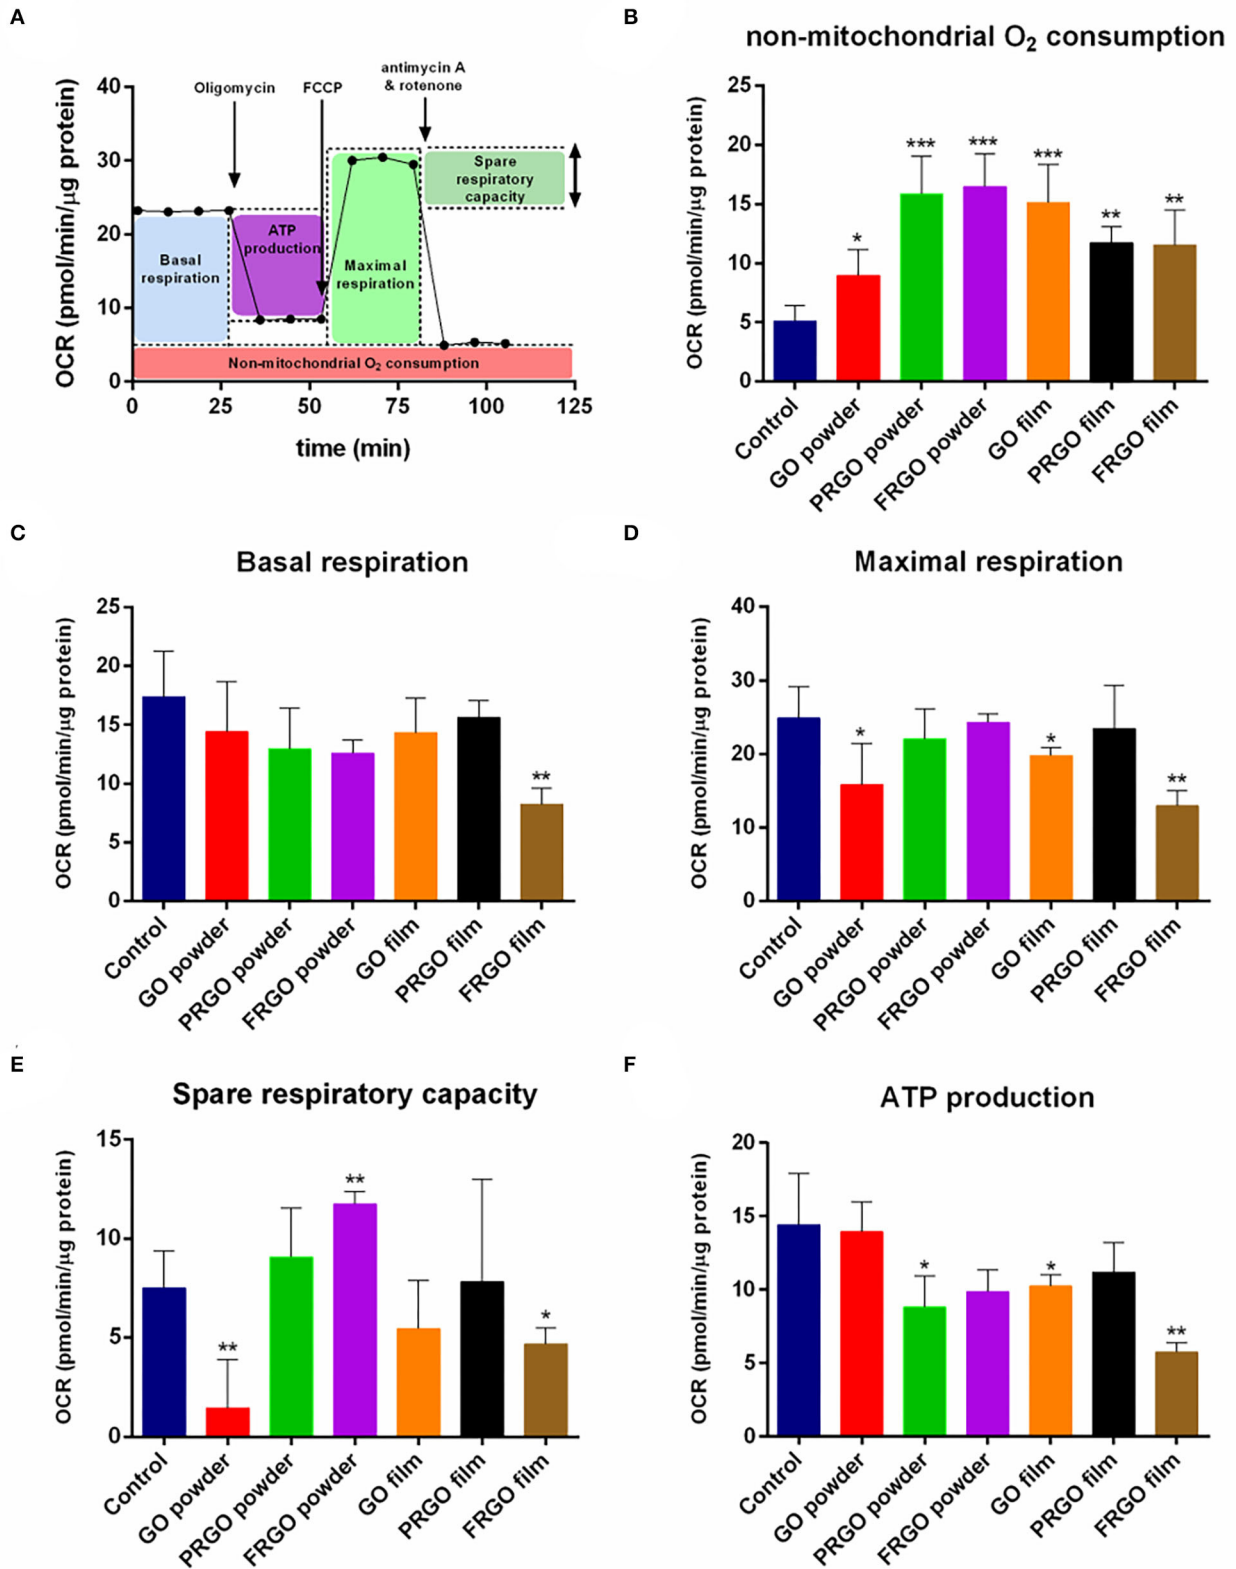 A
OCR (pmol/min/µg protein)
40
30
20
10
0
Oligomycin
FCCP
antimycin A
& rotenone
Basal
respiration
ATP
production
Maximal
respiration
Spare
respiratory
capacity
Non-mitochondrial O₂ consumption
0 25 50 75 100 125
time (min)
B
non-mitochondrial O₂ consumption
OCR (pmol/min/µg protein)
25
20
15
10
5
0
*
***
***
***
**
**
Control
GO powder
PRGO powder
FRGO powder
GO film
PRGO film
FRGO film
C
Basal respiration
OCR (pmol/min/µg protein)
25
20
15
10
5
0
**
Control
GO powder
PRGO powder
FRGO powder
GO film
PRGO film
FRGO film
D
Maximal respiration
OCR (pmol/min/µg protein)
40
30
20
10
0
*
*
**
Control
GO powder
PRGO powder
FRGO powder
GO film
PRGO film
FRGO film
E
Spare respiratory capacity
OCR (pmol/min/µg protein)
15
10
5
0
**
**
*
Control
GO powder
PRGO powder
FRGO powder
GO film
PRGO film
FRGO film
F
ATP production
OCR (pmol/min/µg protein)
20
15
10
5
0
*
*
**
Control
GO powder
PRGO powder
FRGO powder
GO film
PRGO film
FRGO film